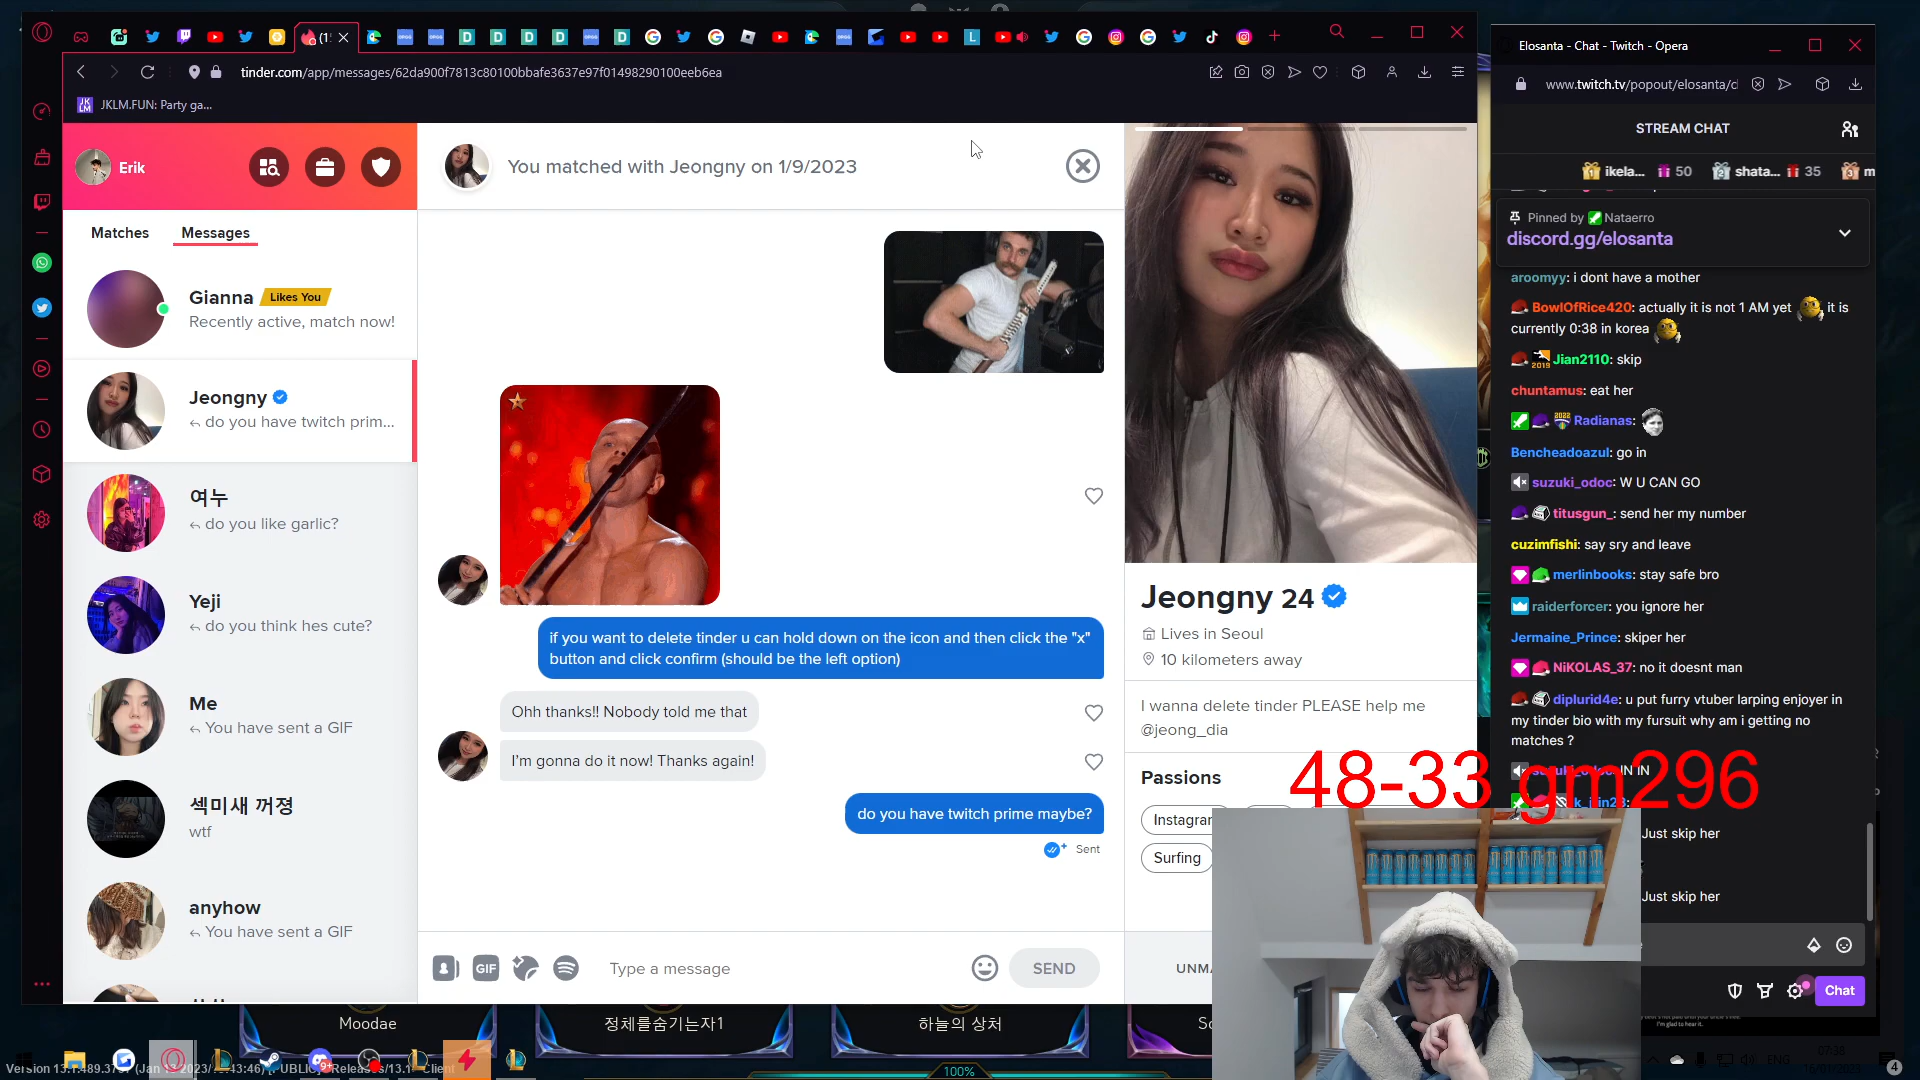 (1
Elosanta - Chat - Twitch - Opera
tinder.com/app/messages/62da900f7813c80100bbafe3637e97f01498290100eeb6ea
www.twitch.tv/popout/elosanta/cl
JK
LM
JKLM.FUN: Party ga...
Erik
You matched with Jeongny on 1/9/2023
STREAM CHAT
ikela... 50
shata... 35
m
Pinned by Nataerro
discord.gg/elosanta
Matches
Messages
Gianna Likes You
Recently active, match now!
Jeongny
do you have twitch prim...
여누
do you like garlic?
Yeji
do you think hes cute?
Me
You have sent a GIF
섹미새 꺼졍
wtf
anyhow
You have sent a GIF
if you want to delete tinder u can hold down on the icon and then click the "x"
button and click confirm (should be the left option)
Ohh thanks!! Nobody told me that
I'm gonna do it now! Thanks again!
do you have twitch prime maybe?
Sent
GIF
Type a message
SEND
Jeongny 24
Lives in Seoul
10 kilometers away
I wanna delete tinder PLEASE help me
@jeong_dia
Passions
Instagram
Surfing
UNMA
48-33 gm296
aroomyy: i dont have a mother
BowlOfRice420: actually it is not 1 AM yet it is
currently 0:38 in korea
Jian2110: skip
chuntamus: eat her
Radianas:
Bencheadoazul: go in
suzuki_odoc: W U CAN GO
titusgun_: send her my number
cuzimfishi: say sry and leave
merlinbooks: stay safe bro
raiderforcer: you ignore her
Jermaine_Prince: skiper her
NiKOLAS_37: no it doesnt man
diplurid4e: u put furry vtuber larping enjoyer in
my tinder bio with my fursuit why am i getting no
matches ?
suzuki_odoc: IN IN
Just skip her
Just skip her
Chat
Moodae
정체를숨기는자1
하늘의 상처
100%
ENG
4